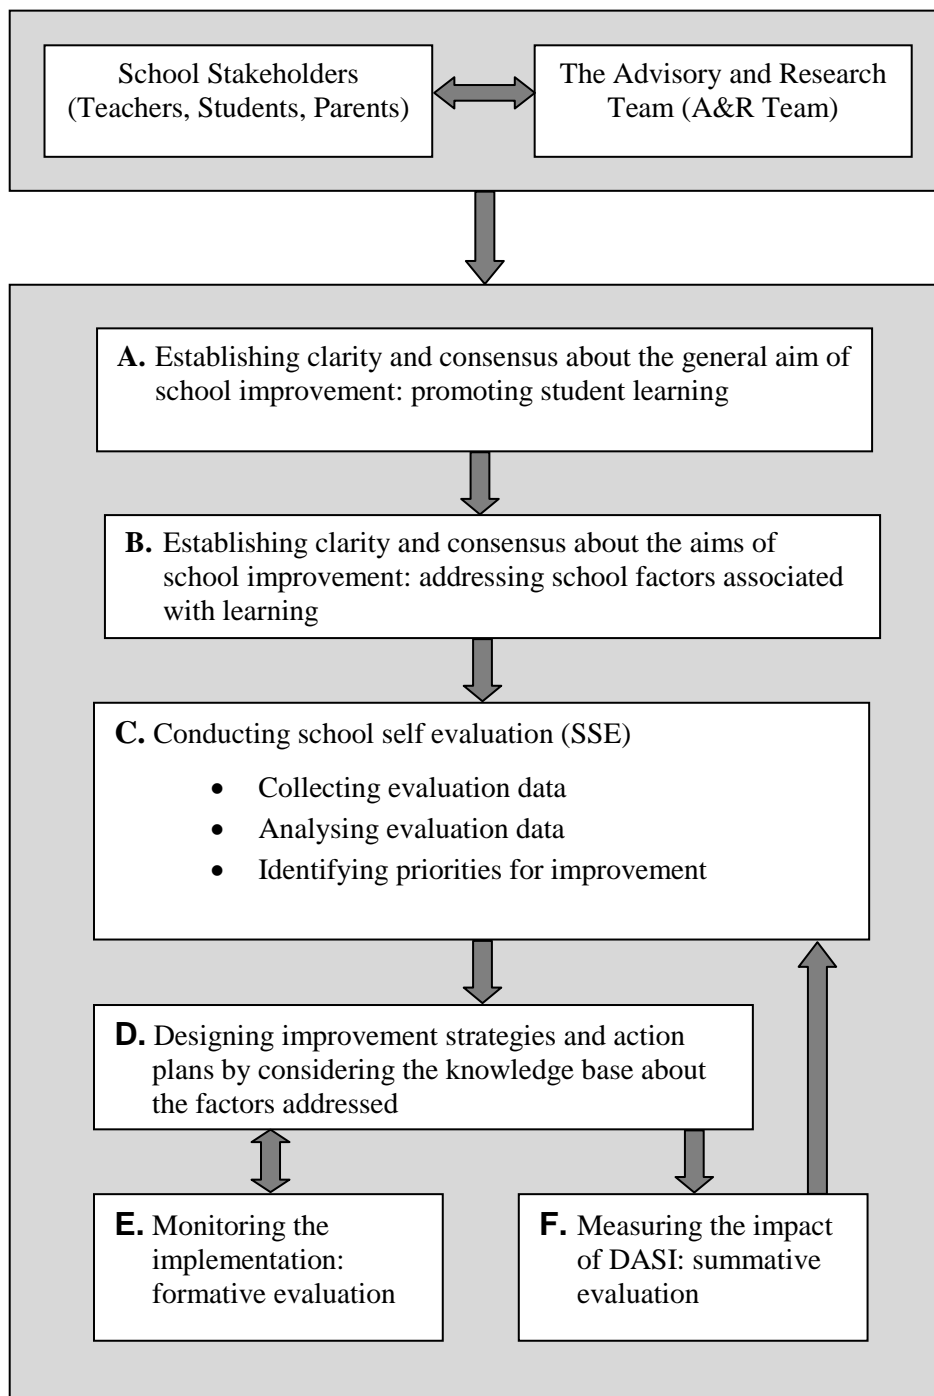 School Stakeholders
(Teachers, Students, Parents)
The Advisory and Research
Team (A&R Team)
A. Establishing clarity and consensus about the general aim of
school improvement: promoting student learning
B. Establishing clarity and consensus about the aims of
school improvement: addressing school factors associated
with learning
C. Conducting school self evaluation (SSE)
• Collecting evaluation data
• Analysing evaluation data
• Identifying priorities for improvement
D. Designing improvement strategies and action
plans by considering the knowledge base about
the factors addressed
E. Monitoring the
implementation:
formative evaluation
F. Measuring the impact
of DASI: summative
evaluation